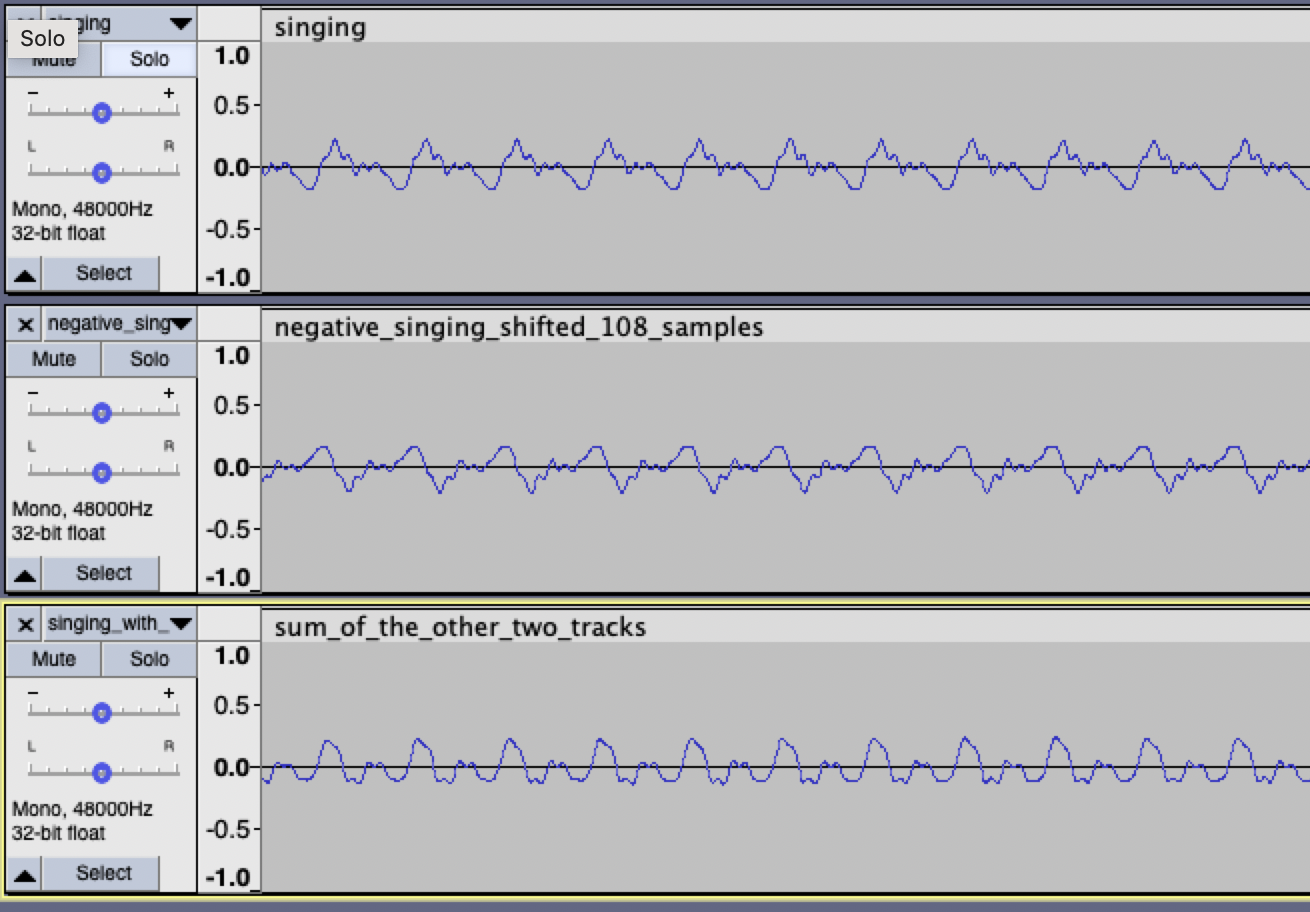 singing
Solo
Mute Solo
- +
L R
Mono, 48000Hz
32-bit float
Select
1.0
0.5-
0.0-
-0.5-
-1.0
singing
negative_sing
Mute Solo
- +
L R
Mono, 48000Hz
32-bit float
Select
1.0
0.5-
0.0-
-0.5-
-1.0
negative_singing_shifted_108_samples
singing_with_
Mute Solo
- +
L R
Mono, 48000Hz
32-bit float
Select
1.0
0.5-
0.0-
-0.5-
-1.0
sum_of_the_other_two_tracks